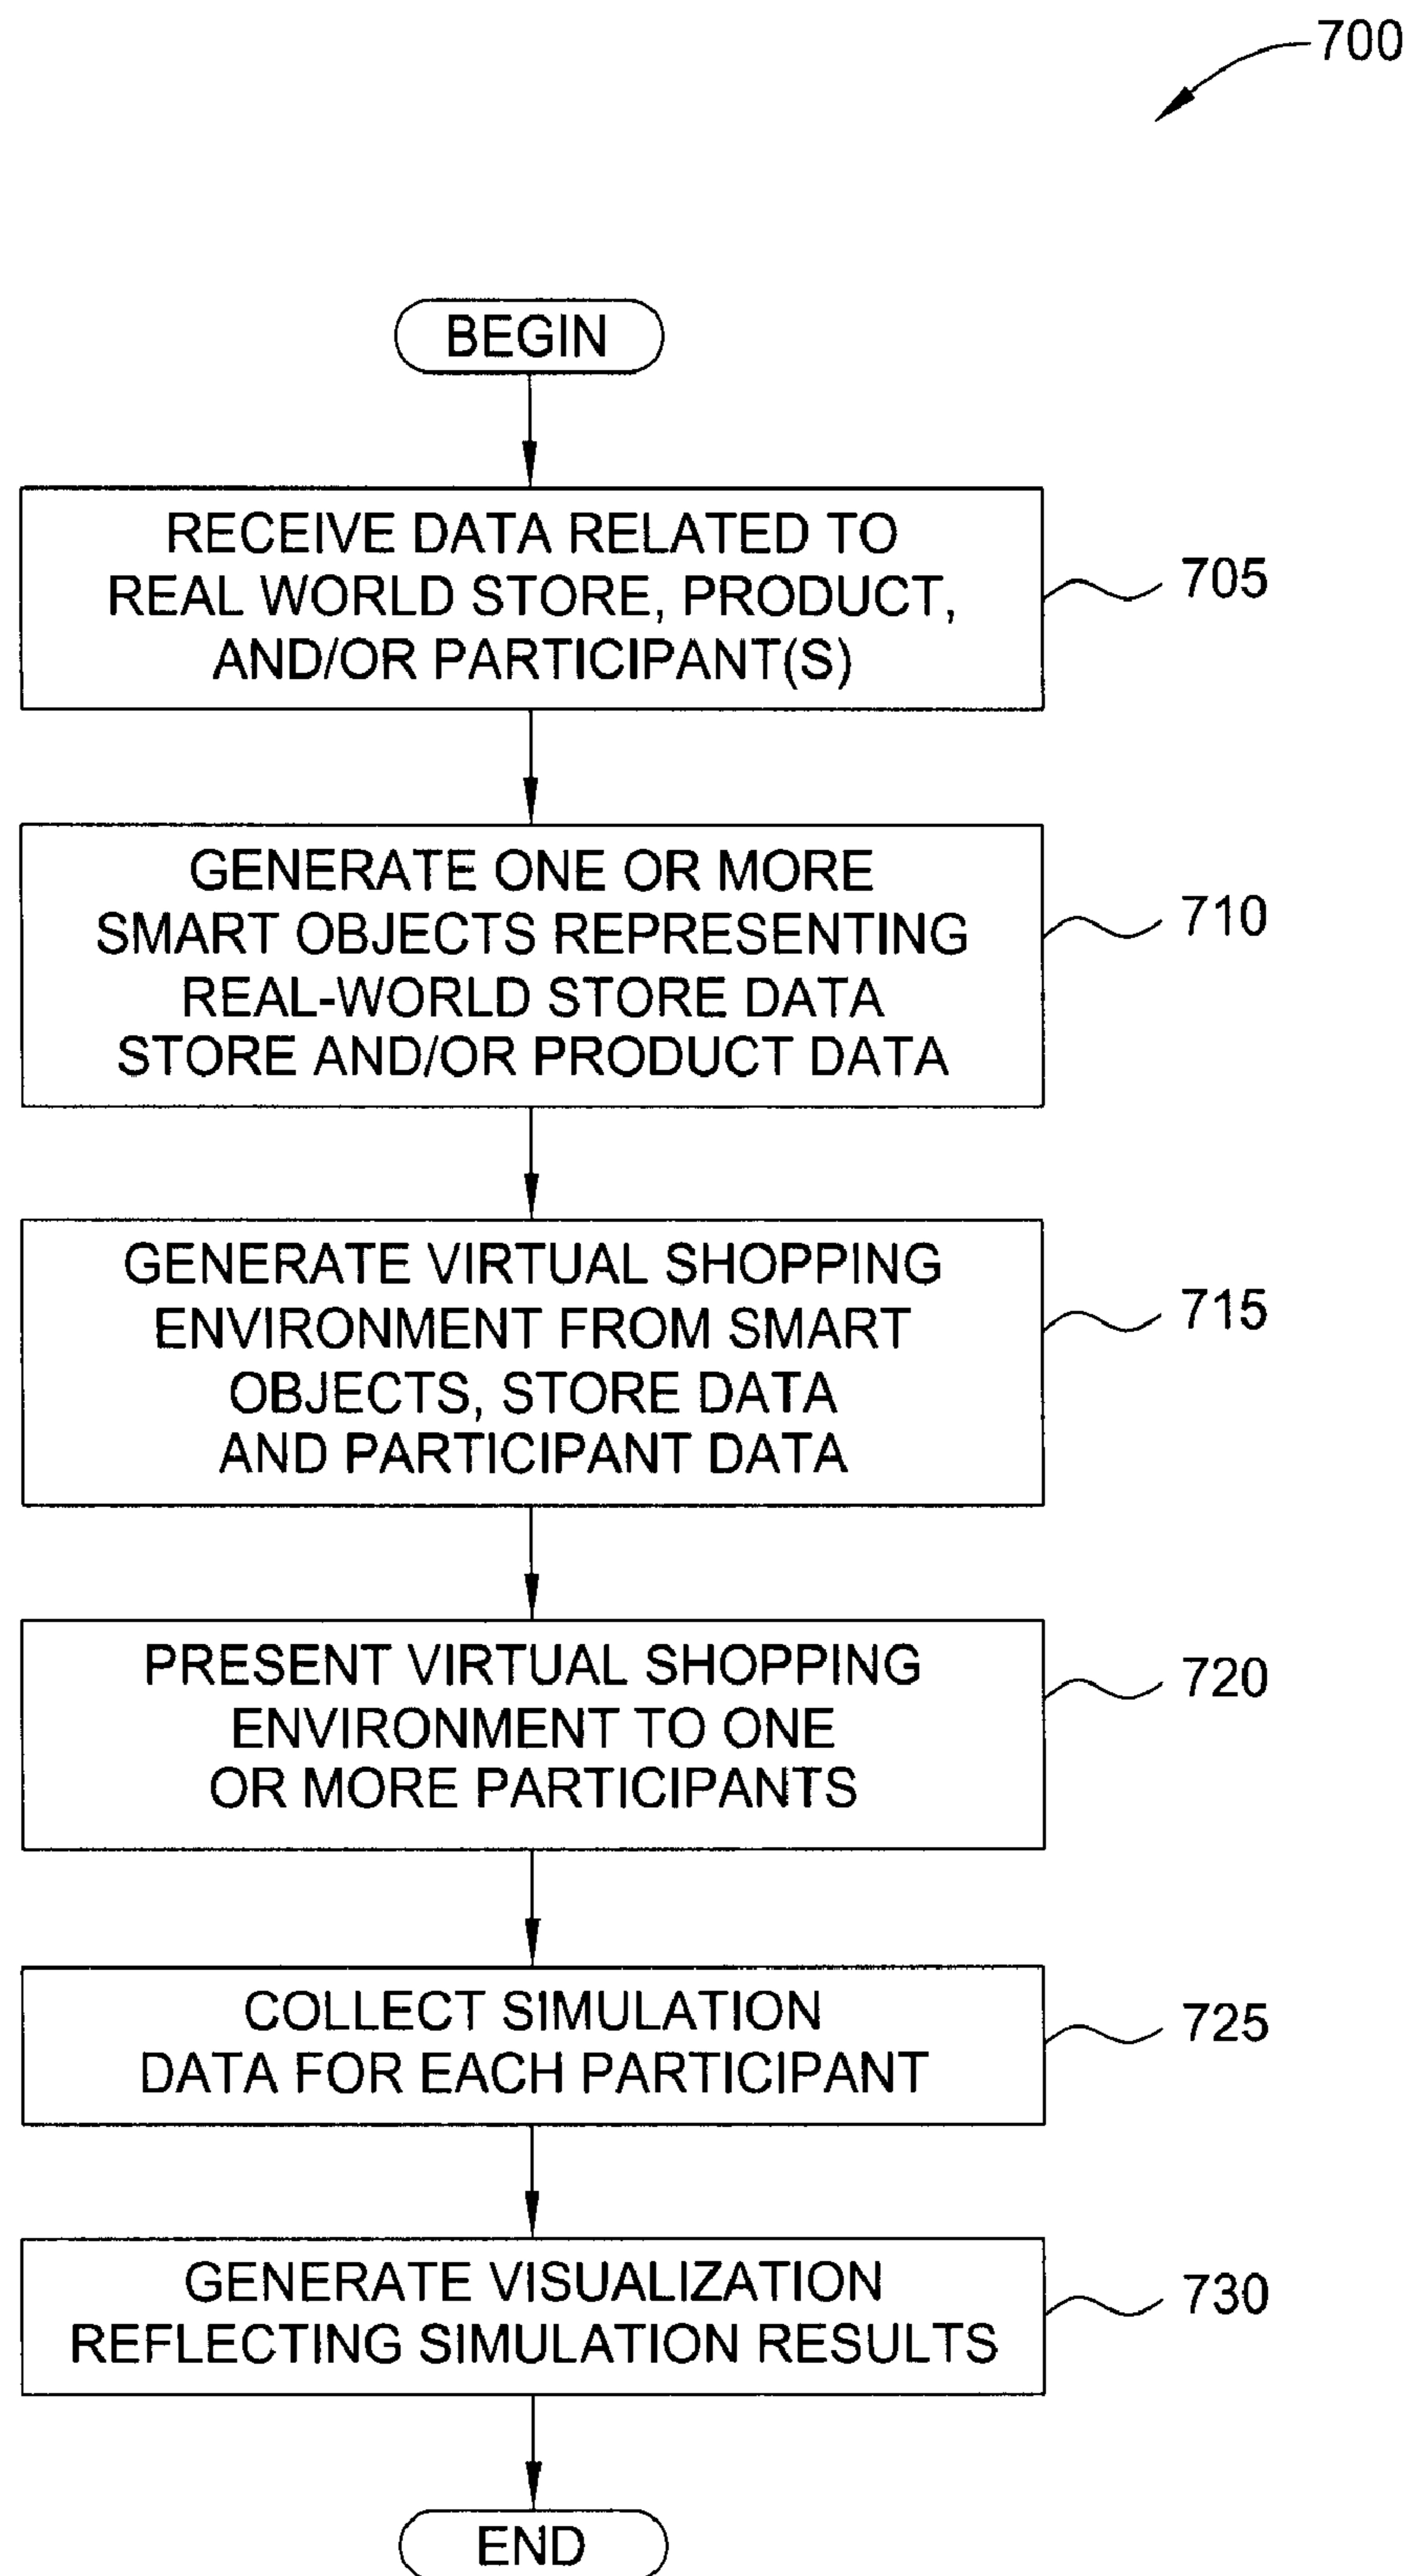 700
BEGIN
RECEIVE DATA RELATED TO
REAL WORLD STORE, PRODUCT,
AND/OR PARTICIPANT(S)
705
GENERATE ONE OR MORE
SMART OBJECTS REPRESENTING
REAL-WORLD STORE DATA
STORE AND/OR PRODUCT DATA
710
GENERATE VIRTUAL SHOPPING
ENVIRONMENT FROM SMART
OBJECTS, STORE DATA
AND PARTICIPANT DATA
715
PRESENT VIRTUAL SHOPPING
ENVIRONMENT TO ONE
OR MORE PARTICIPANTS
720
COLLECT SIMULATION
DATA FOR EACH PARTICIPANT
725
GENERATE VISUALIZATION
REFLECTING SIMULATION RESULTS
730
END